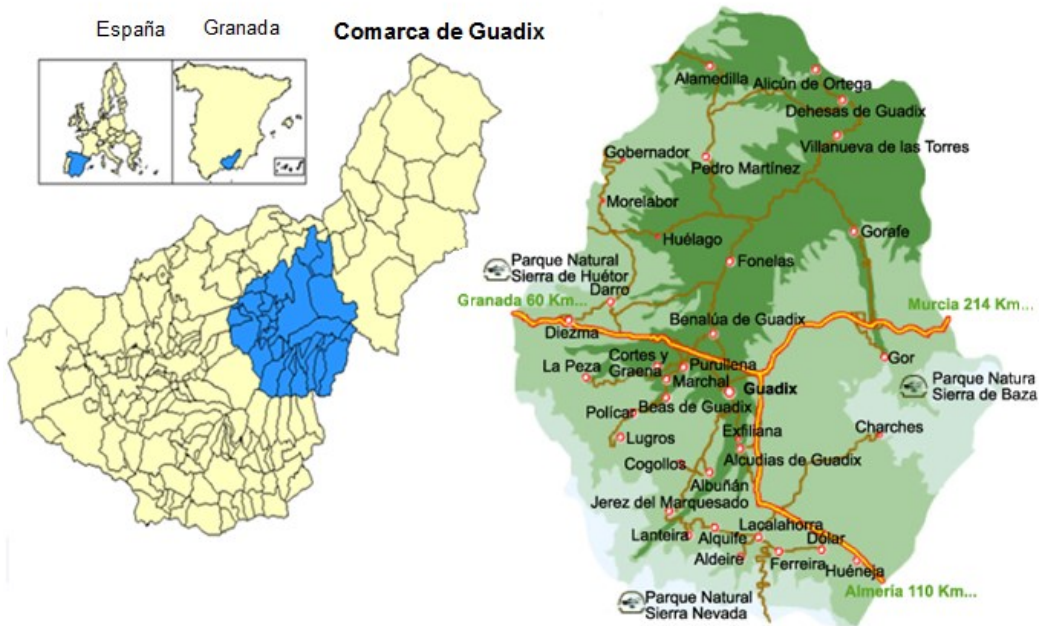 España
Granada
Comarca de Guadix
Alamedilla
Alicún de Ortega
Dehesas de Guadix
Villanueva de las Torres
Gobernador
Pedro Martínez
Morelabor
Gorafe
Huélago
Fonelas
Parque Natural
Sierra de Huétor
Darro
Granada 60 Km...
Murcia 214 Km...
Diezma
Benalúa de Guadix
Gor
Cortes y
Graena
Purullena
La Peza
Marchal
Guadix
Parque Natura
Sierra de Baza
Beas de Guadix
Polícar
Lugros
Exfiliana
Charches
Cogollos
Alcudias de Guadix
Albuñán
Jerez del Marquesado
Lanteira
Alquife
Lacalahorra
Dólar
Aldeire
Ferreira
Huéneja
Almería 110 Km...
Parque Natural
Sierra Nevada